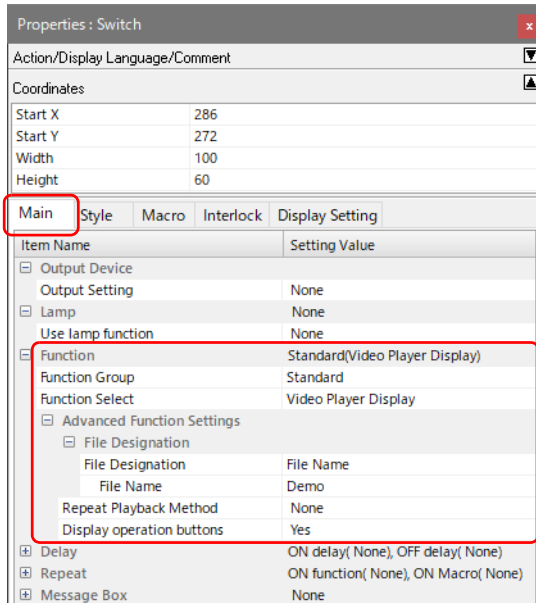 Properties : Switch x
Action/Display Language/Comment
Coordinates
Start X 286
Start Y 272
Width 100
Height 60
Main Style Macro Interlock Display Setting
Item Name Setting Value
Output Device
Output Setting None
Lamp None
Use lamp function None
Function Standard(Video Player Display)
Function Group Standard
Function Select Video Player Display
Advanced Function Settings
File Designation
File Designation File Name
File Name Demo
Repeat Playback Method None
Display operation buttons Yes
Delay ON delay( None), OFF delay( None)
Repeat ON function( None), ON Macro( None)
Message Box None